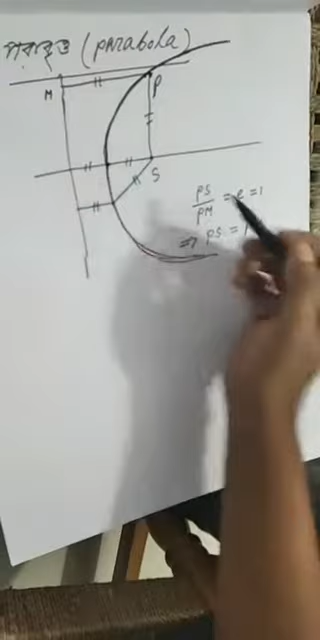 পরাবৃত্ত (parabola)
M
P
S
PS/PM = e = 1
⇒ PS =